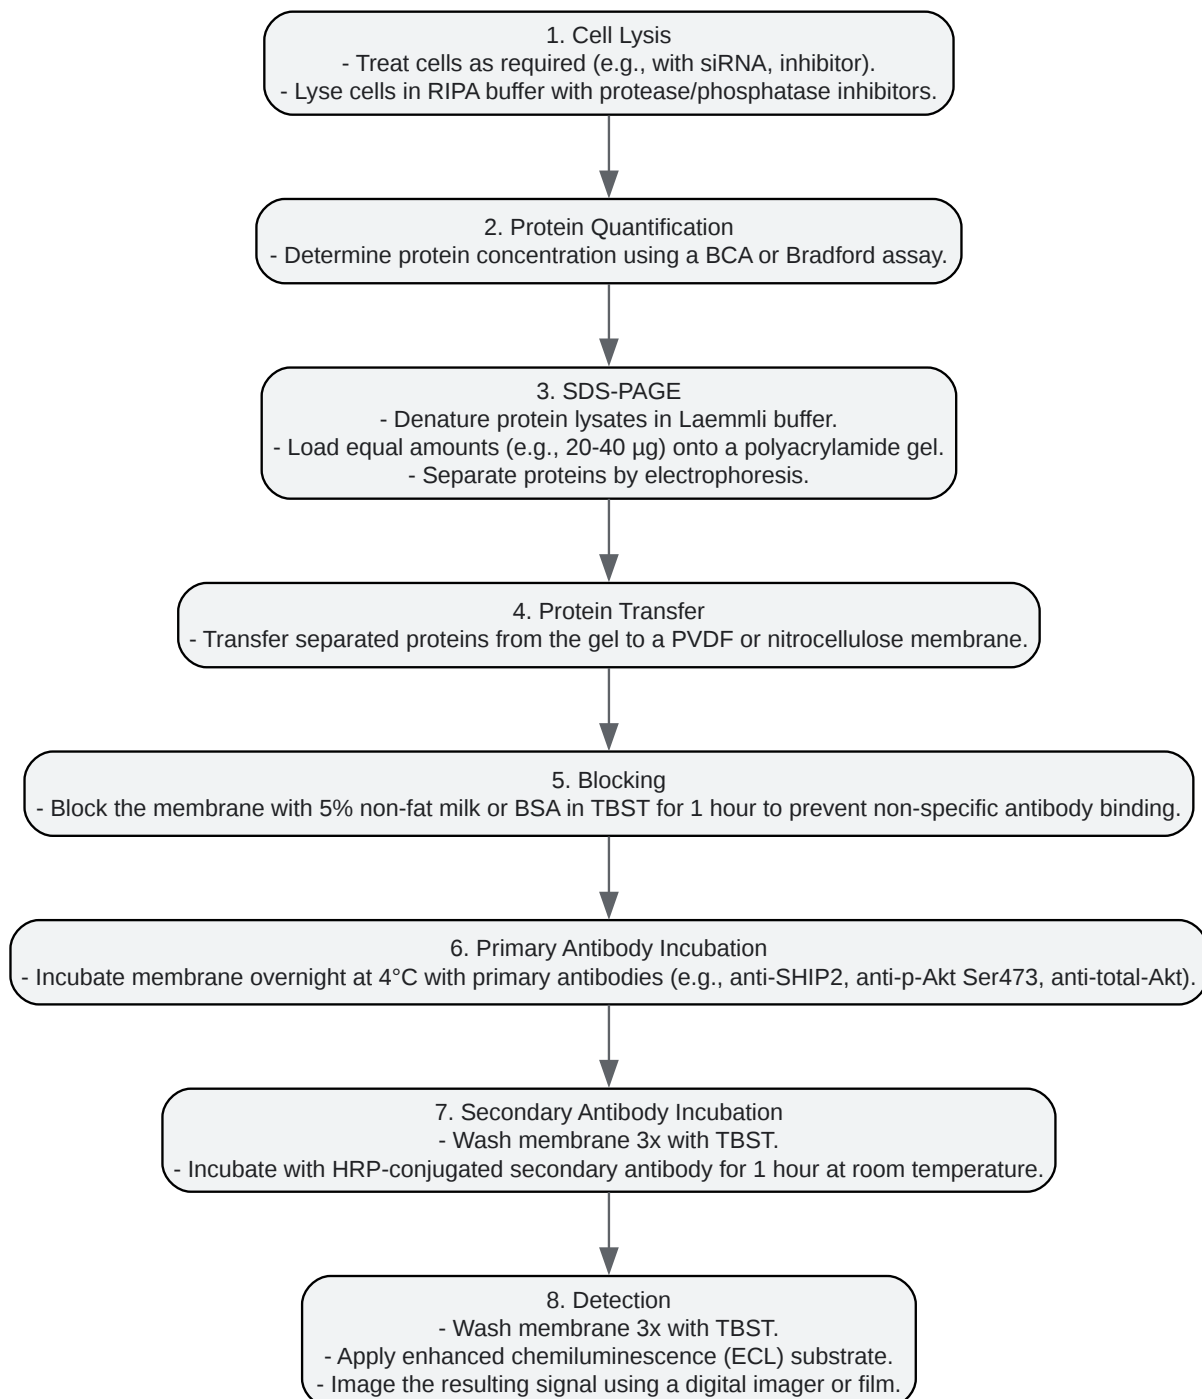 1. Cell Lysis
- Treat cells as required (e.g., with siRNA, inhibitor).
- Lyse cells in RIPA buffer with protease/phosphatase inhibitors.
2. Protein Quantification
- Determine protein concentration using a BCA or Bradford assay.
3. SDS-PAGE
- Denature protein lysates in Laemmli buffer.
- Load equal amounts (e.g., 20-40 µg) onto a polyacrylamide gel.
- Separate proteins by electrophoresis.
4. Protein Transfer
- Transfer separated proteins from the gel to a PVDF or nitrocellulose membrane.
5. Blocking
- Block the membrane with 5% non-fat milk or BSA in TBST for 1 hour to prevent non-specific antibody binding.
6. Primary Antibody Incubation
- Incubate membrane overnight at 4°C with primary antibodies (e.g., anti-SHIP2, anti-p-Akt Ser473, anti-total-Akt).
7. Secondary Antibody Incubation
- Wash membrane 3x with TBST.
- Incubate with HRP-conjugated secondary antibody for 1 hour at room temperature.
8. Detection
- Wash membrane 3x with TBST.
- Apply enhanced chemiluminescence (ECL) substrate.
- Image the resulting signal using a digital imager or film.